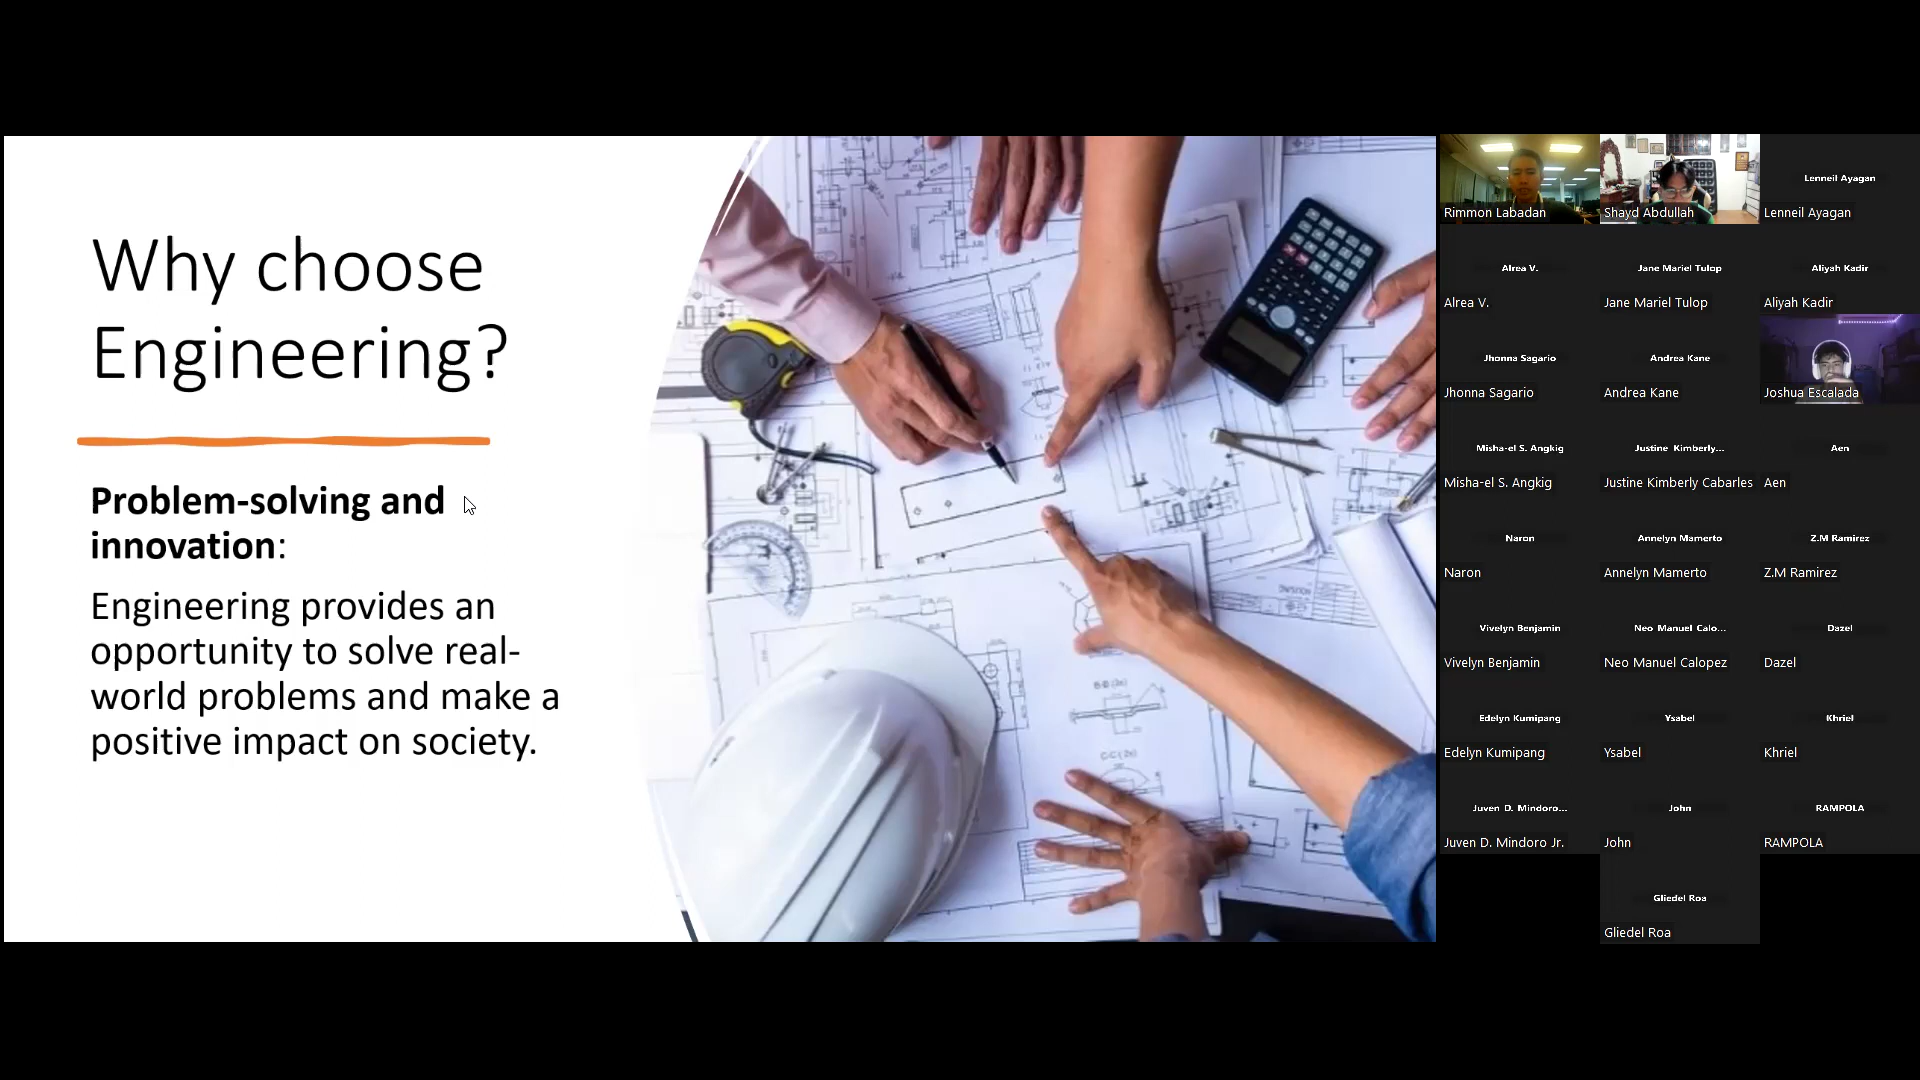 Why choose
Engineering?
Problem-solving and
innovation:
Engineering provides an
opportunity to solve real-
world problems and make a
positive impact on society.
Rimmon Labadan
Shayd Abdullah
Lenneil Ayagan
Lenneil Ayagan
Alrea V.
Alrea V.
Jane Mariel Tulop
Jane Mariel Tulop
Aliyah Kadir
Aliyah Kadir
Jhonna Sagario
Jhonna Sagario
Andrea Kane
Andrea Kane
Joshua Escalada
Misha-el S. Angkig
Misha-el S. Angkig
Justine Kimberly...
Justine Kimberly Cabarles
Aen
Aen
Naron
Naron
Annelyn Mamerto
Annelyn Mamerto
Z.M Ramirez
Z.M Ramirez
Vivelyn Benjamin
Vivelyn Benjamin
Neo Manuel Calo...
Neo Manuel Calopez
Dazel
Dazel
Edelyn Kumipang
Edelyn Kumipang
Ysabel
Ysabel
Khriel
Khriel
Juven D. Mindoro...
Juven D. Mindoro Jr.
John
John
RAMPOLA
RAMPOLA
Gliedel Roa
Gliedel Roa